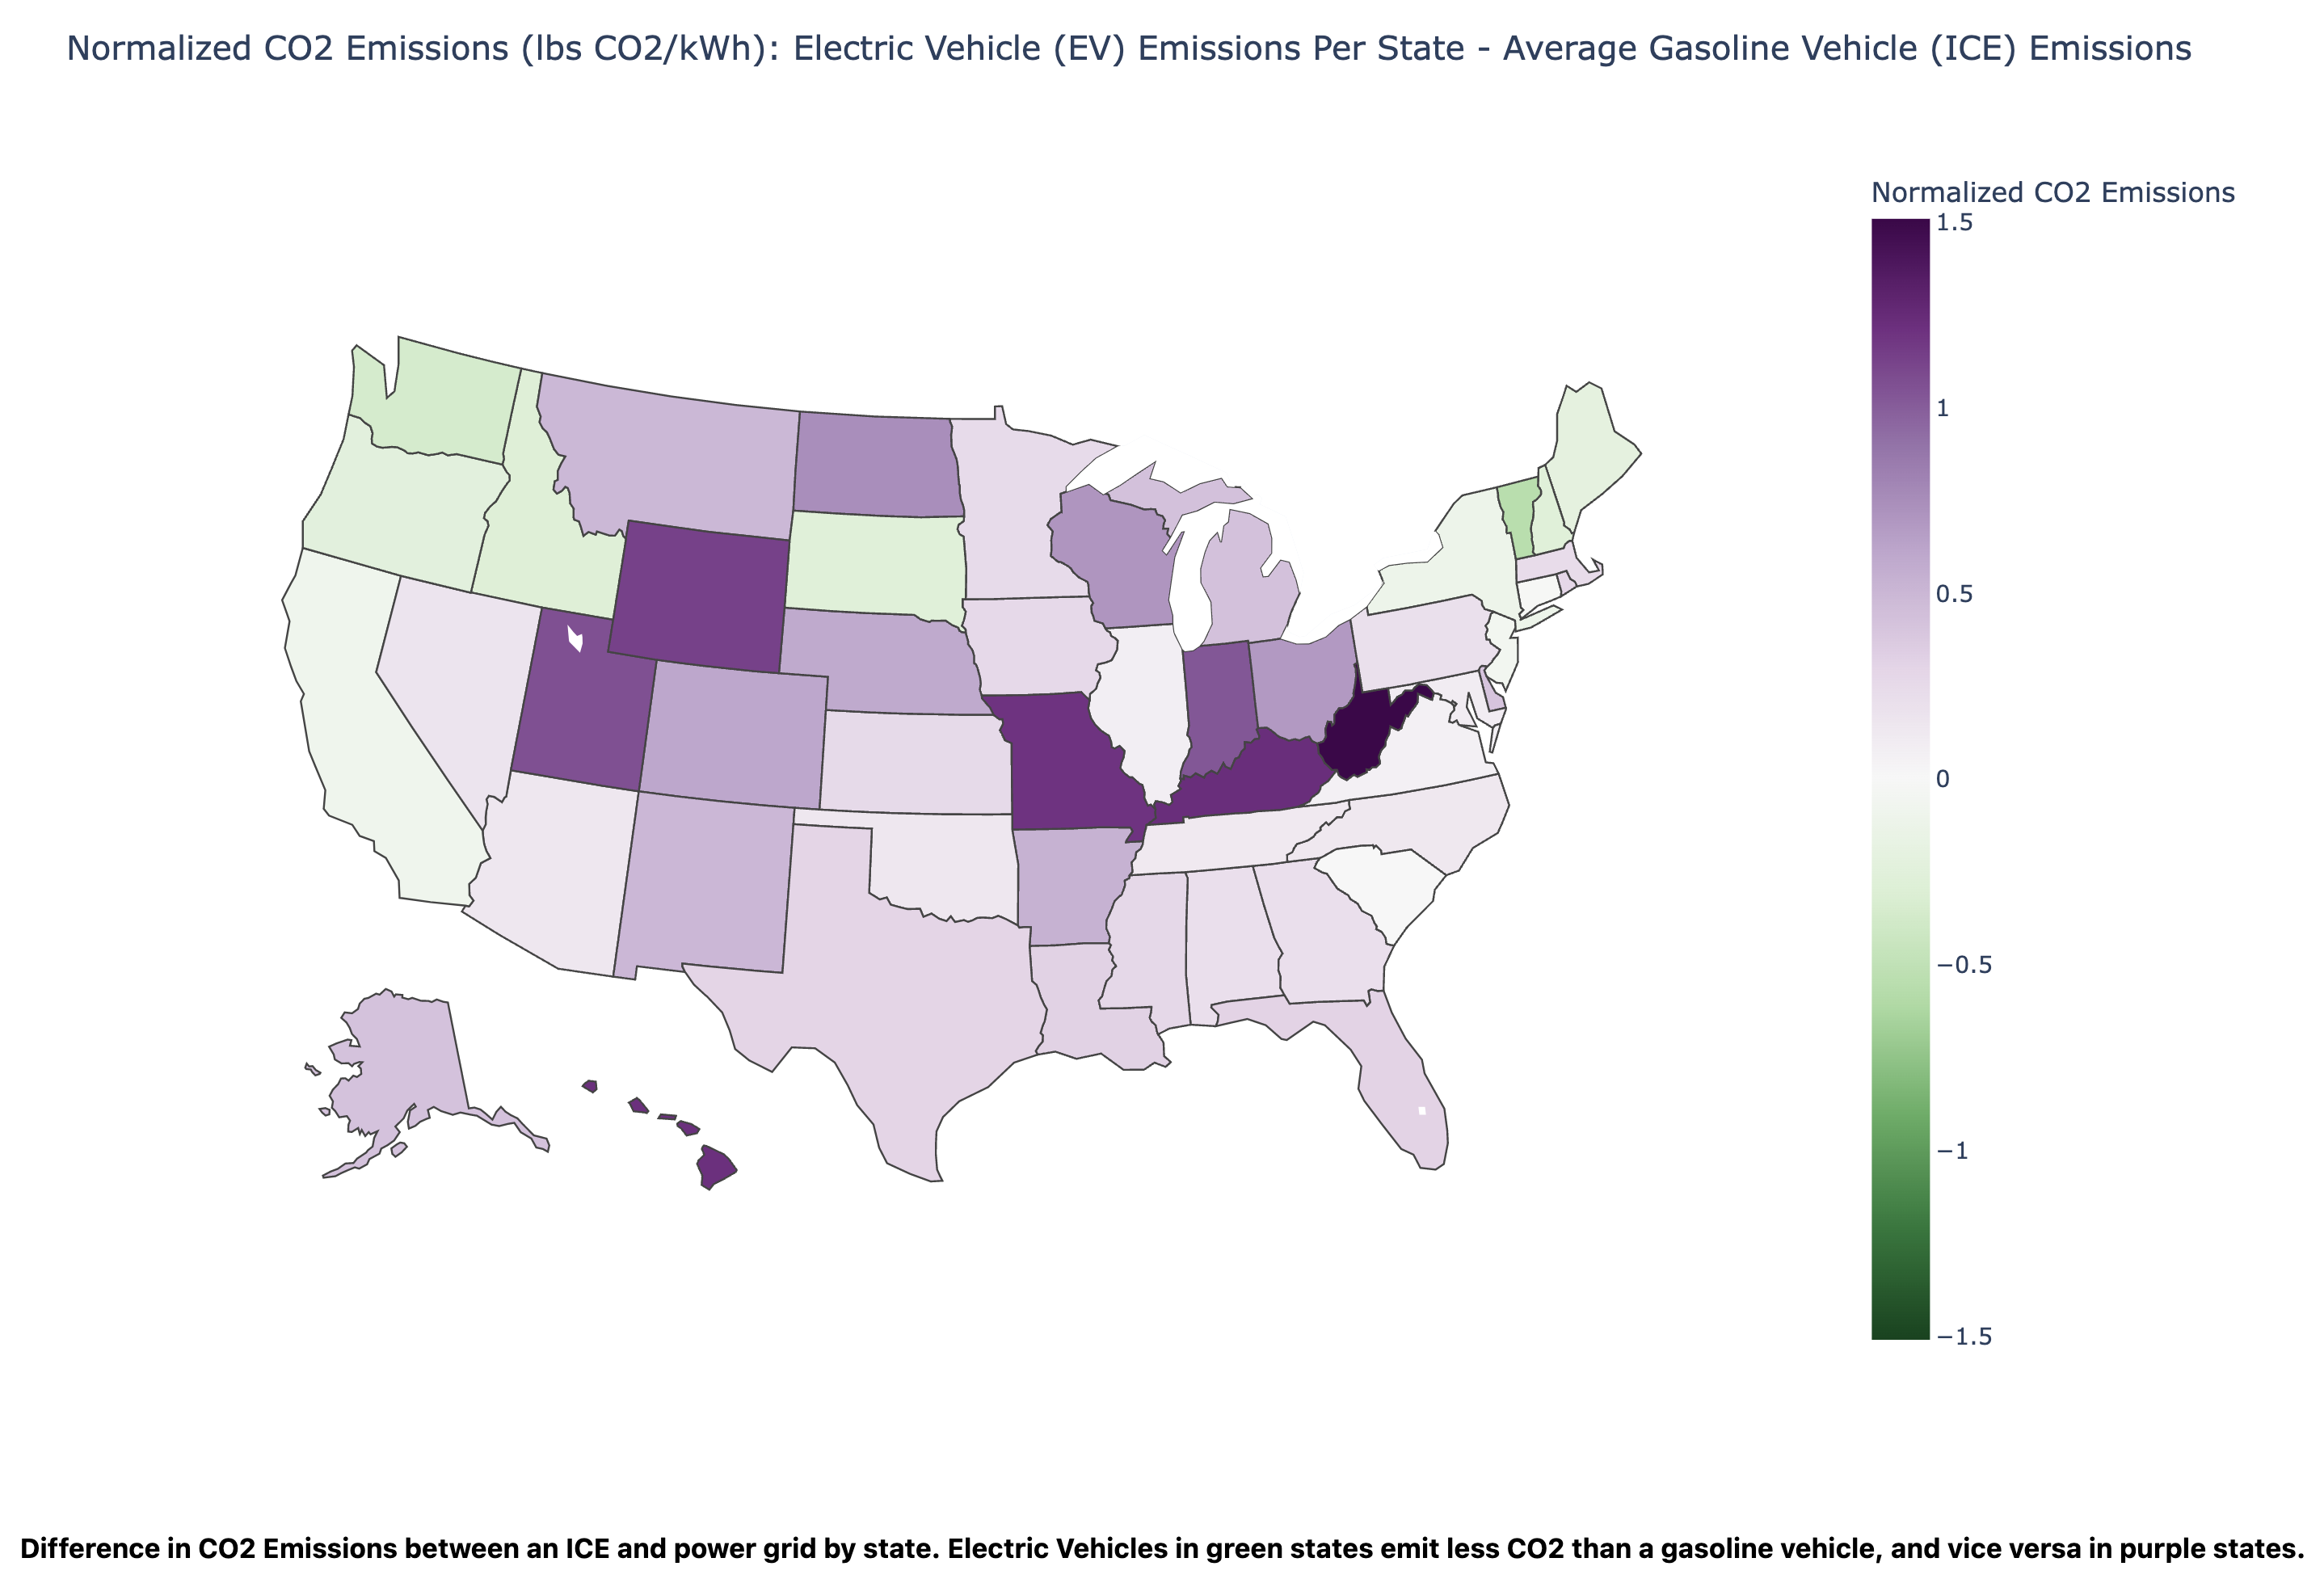 Normalized CO2 Emissions (lbs CO2/kWh): Electric Vehicle (EV) Emissions Per State - Average Gasoline Vehicle (ICE) Emissions
Normalized CO2 Emissions
1.5
1
0.5
0
−0.5
−1
−1.5
Difference in CO2 Emissions between an ICE and power grid by state. Electric Vehicles in green states emit less CO2 than a gasoline vehicle, and vice versa in purple states.